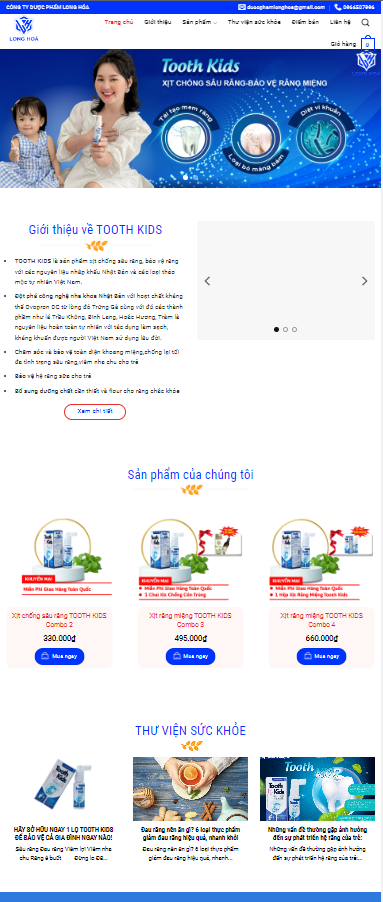 CÔNG TY DƯỢC PHẨM LONG HÓA
duocphamlonghoa@gmail.com
0964507996
LONG HOÁ
Trang chủ
Giới thiệu
Sản phẩm
Thư viện sức khỏe
Điểm bán
Liên hệ
Giỏ hàng
0
Tooth Kids
XỊT CHỐNG SÂU RĂNG-BẢO VỆ RĂNG MIỆNG
Tái tạo men răng
Loại bỏ mảng bám
Diệt vi khuẩn
Giới thiệu về TOOTH KIDS
TOOTH KIDS là sản phẩm xịt chống sâu răng, bảo vệ răng
với các nguyên liệu nhập khẩu Nhật Bản và các loại thảo
mộc tự nhiên Việt Nam.
Đột phá công nghệ nha khoa Nhật Bản với hoạt chất kháng
thể Ovapron DC từ lòng đỏ Trứng Gà cùng với đó các thành
phầm như lá Trầu Không, Đinh Lăng, Hoắc Hương, Tràm là
nguyên liệu hoàn toàn tự nhiên với tác dụng làm sạch,
kháng khuẩn được người Việt Nam sử dụng lâu đời.
Chăm sóc và bảo vệ toàn diện khoang miệng,chống lại tối
đa tình trạng sâu răng,viêm nha chu cho trẻ
Bảo vệ hệ răng sữa cho trẻ
Bổ sung dưỡng chất cần thiết và flour cho răng chắc khỏe
Xem chi tiết
Sản phẩm của chúng tôi
KHUYẾN MẠI
Miễn Phí Giao Hàng Toàn Quốc
KHUYẾN MẠI
Miễn Phí Giao Hàng Toàn Quốc
1 Chai Xịt Chống Côn Trùng
KHUYẾN MẠI
Miễn Phí Giao Hàng Toàn Quốc
1 Hộp Xịt Răng Miệng Tooth Kids
Xịt chống sâu răng TOOTH KIDS
Combo 2
330.000₫
Mua ngay
Xịt răng miệng TOOTH KIDS
Combo 3
495.000₫
Mua ngay
Xịt răng miệng TOOTH KIDS
Combo 4
660.000₫
Mua ngay
THƯ VIỆN SỨC KHỎE
HÃY SỞ HỮU NGAY 1 LỌ TOOTH KIDS
ĐỂ BẢO VỆ CẢ GIA ĐÌNH NGAY NÀO!
Sâu răng Đau răng Viêm lợi Viêm nha
chu Răng ê buốt Đừng lo Đã...
Đau răng nên ăn gì? 6 loại thực phẩm
giảm đau răng hiệu quả, nhanh khỏi
Đau răng nên ăn gì? 6 loại thực phẩm
giảm đau răng hiệu quả, nhanh...
Tooth
Những vấn đề thường gặp ảnh hưởng
đến sự phát triển hệ răng của trẻ:
Những vấn đề thường gặp ảnh hưởng
đến sự phát triển hệ răng của trẻ:...